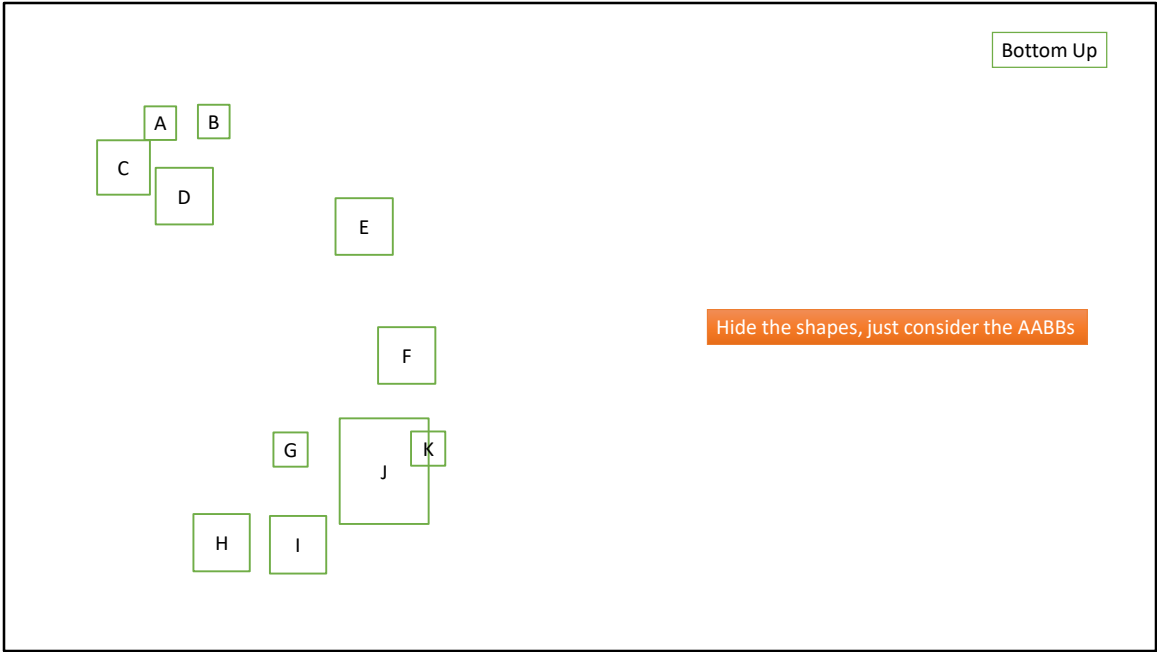 Bottom Up
A
B
C
D
E
Hide the shapes, just consider the AABBs
F
G
K
J
H
I